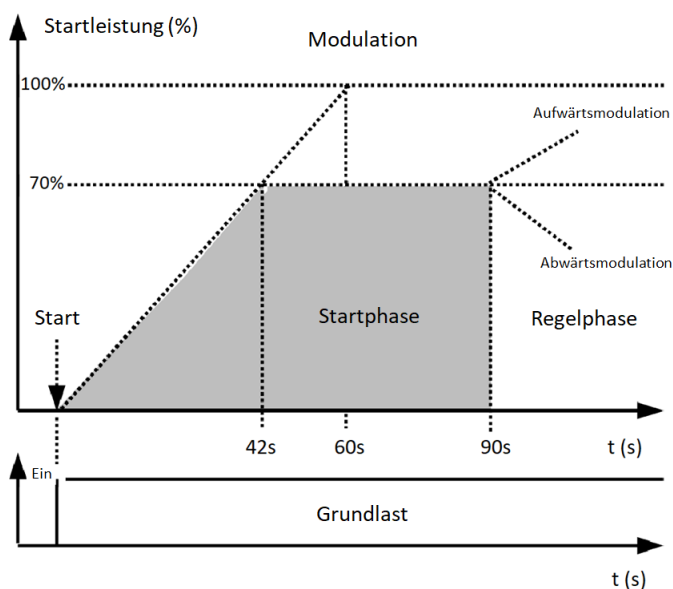 Startleistung (%)
Modulation
100%
Aufwärtsmodulation
70%
Abwärtsmodulation
Start
Startphase
Regelphase
42s
60s
90s
t (s)
Ein
Grundlast
t (s)